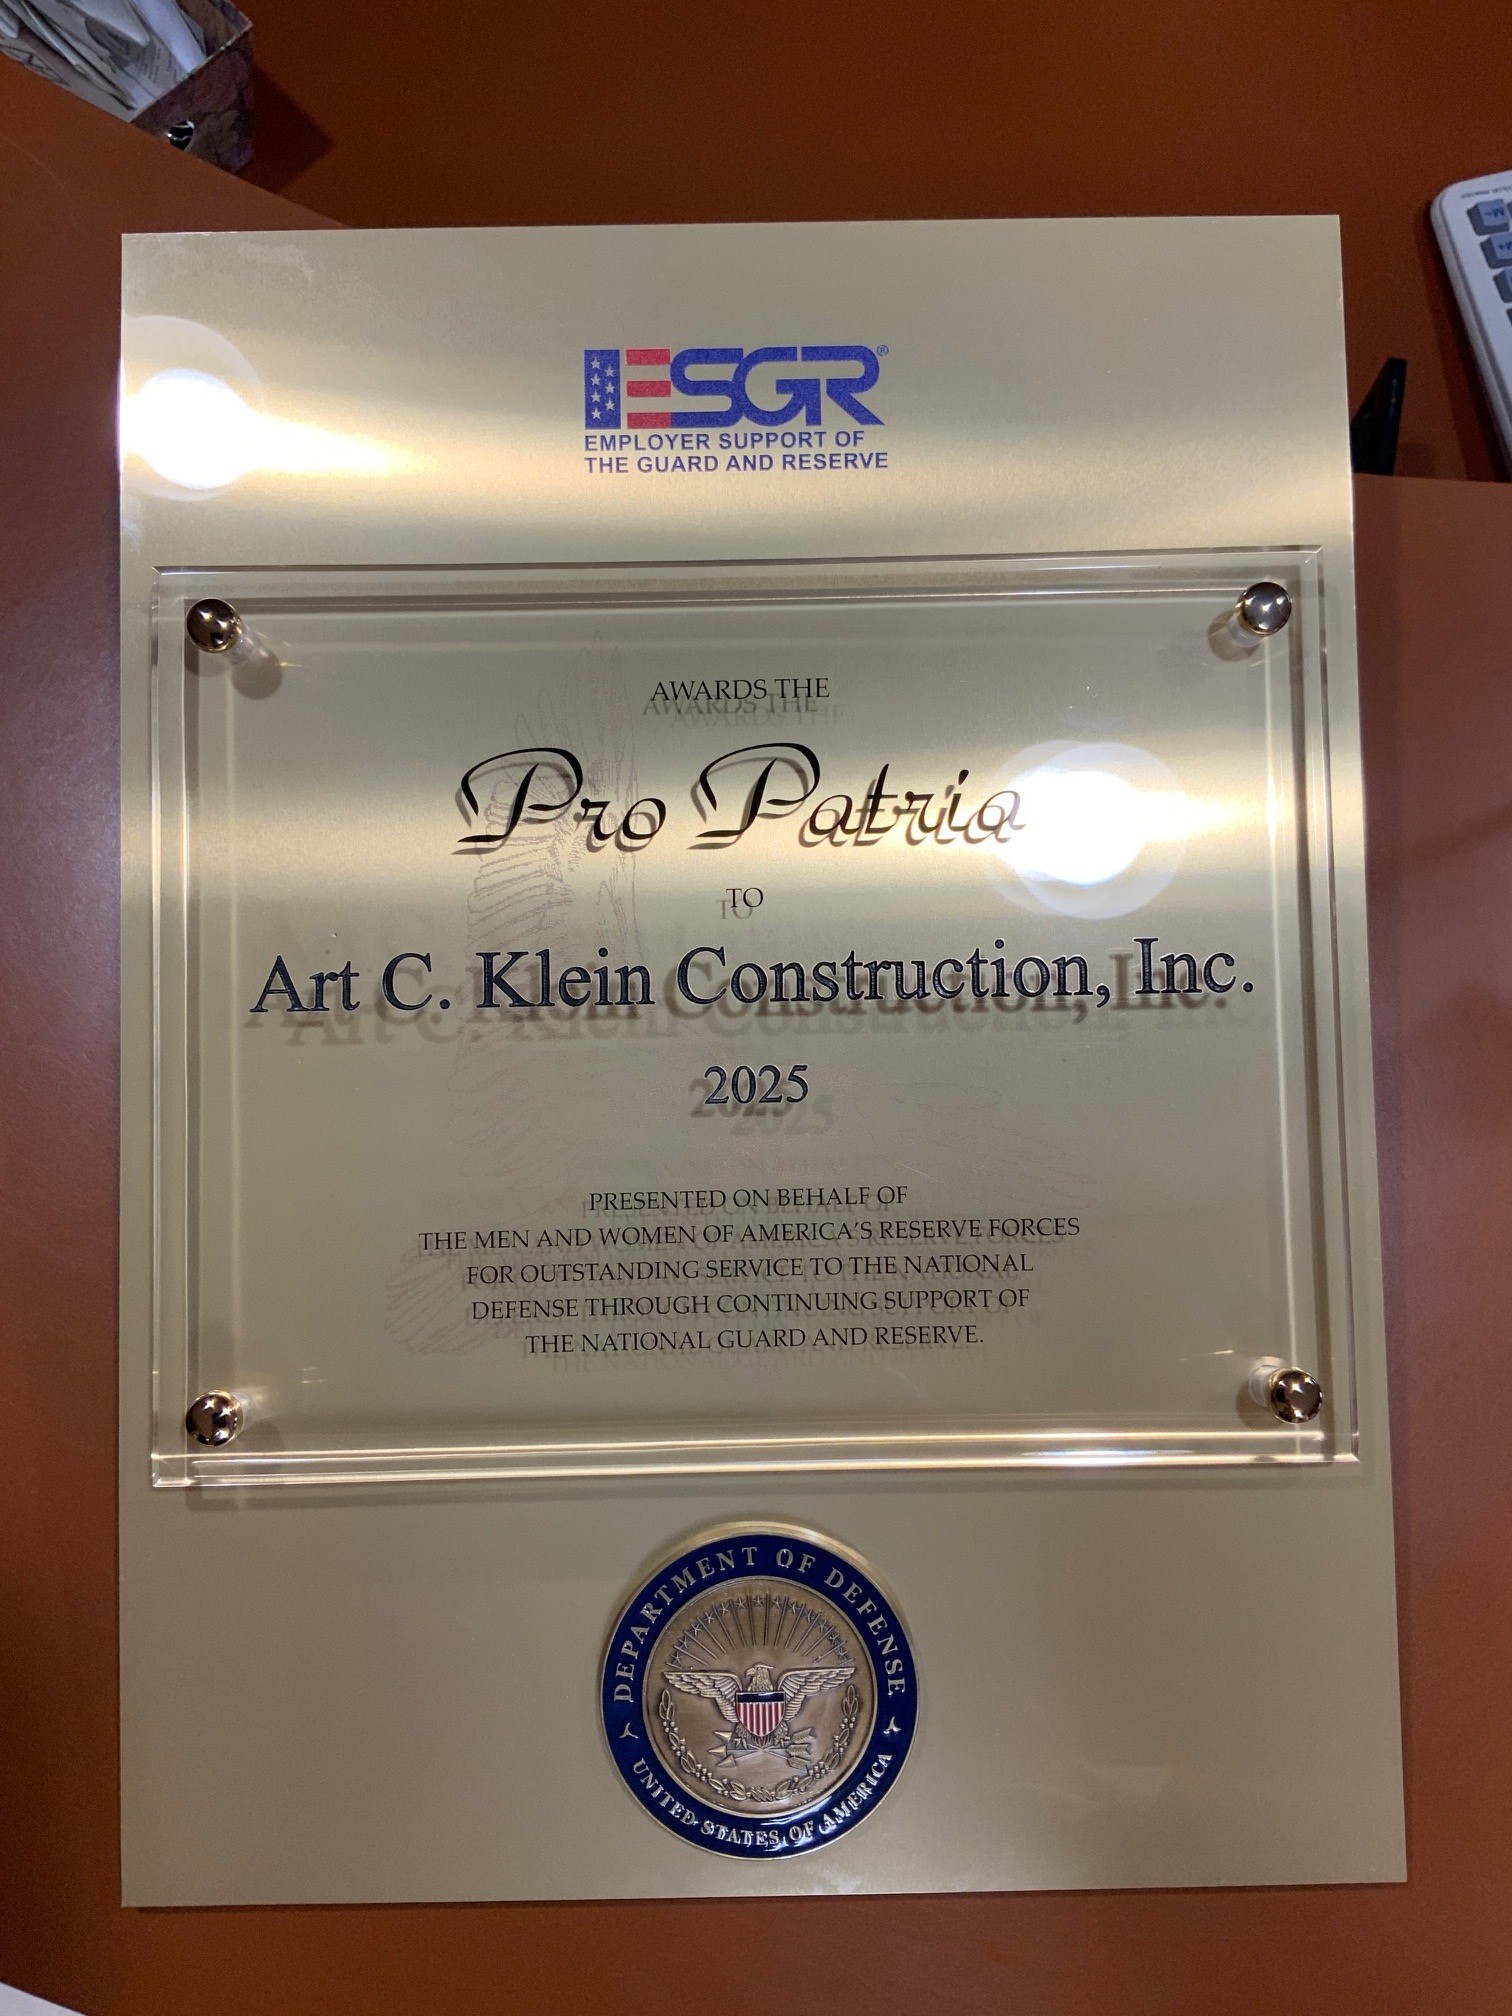 ESGR®
EMPLOYER SUPPORT OF
THE GUARD AND RESERVE
AWARDS THE
Pro Patria
TO
Art C. Klein Construction, Inc.
2025
PRESENTED ON BEHALF OF
THE MEN AND WOMEN OF AMERICA'S RESERVE FORCES
FOR OUTSTANDING SERVICE TO THE NATIONAL
DEFENSE THROUGH CONTINUING SUPPORT OF
THE NATIONAL GUARD AND RESERVE.
DEPARTMENT OF DEFENSE
UNITED STATES OF AMERICA